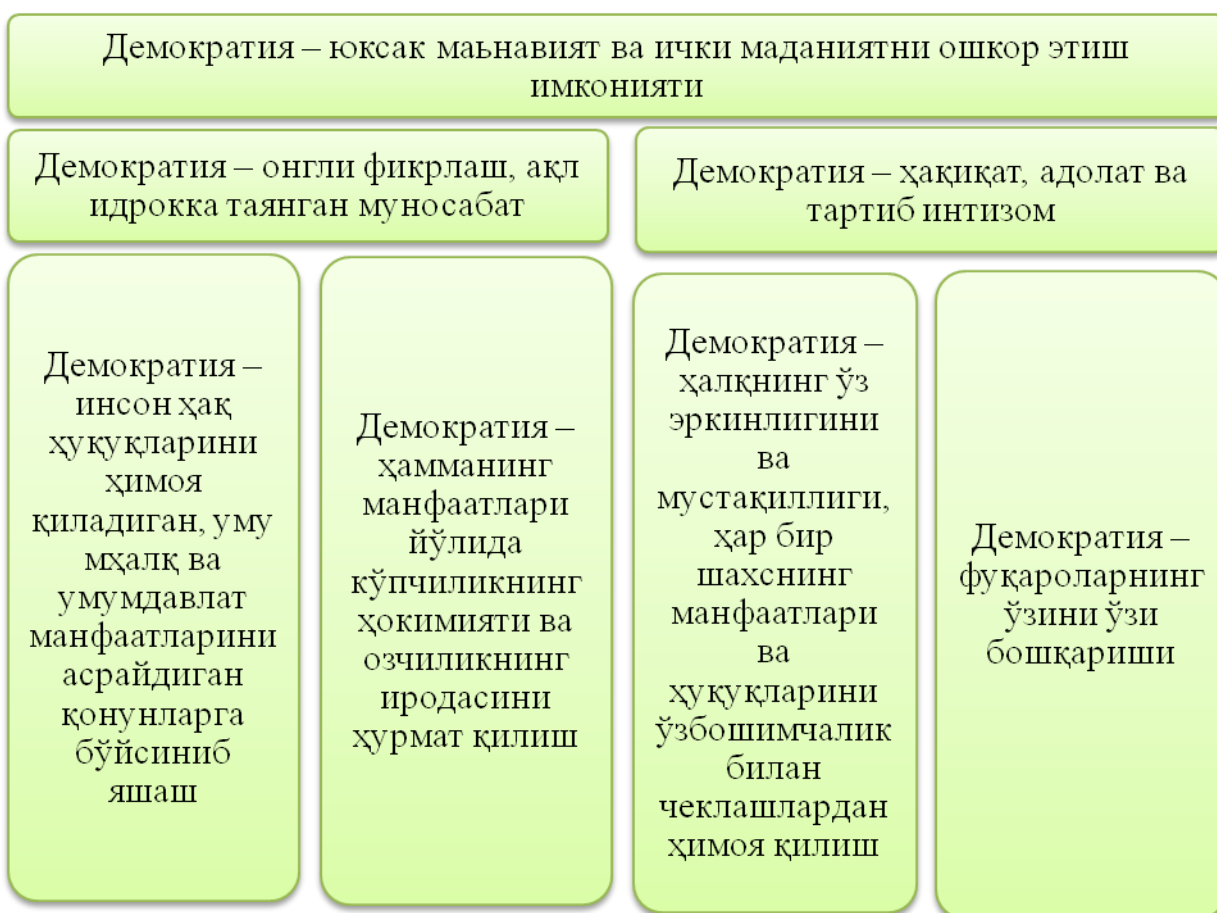 Демократия – юксак маьнавият ва ички маданиятни ошкор этиш
имконияти
Демократия – онгли фикрлаш, ақл
идрокка таянган муносабат
Демократия – ҳақиқат, адолат ва
тартиб интизом
Демократия –
инсон ҳақ
ҳуқуқларини
ҳимоя
қиладиган, уму
мҳалқ ва
умумдавлат
манфаатларини
асрайдиган
қонунларга
бўйсиниб
яшаш
Демократия –
ҳамманинг
манфаатлари
йўлида
кўпчиликнинг
ҳокимияти ва
озчиликнинг
иродасини
ҳурмат қилиш
Демократия –
ҳалқнинг ўз
эркинлигини
ва
мустақиллиги,
ҳар бир
шахснинг
манфаатлари
ва
ҳуқуқларини
ўзбошимчалик
билан
чеклашлардан
ҳимоя қилиш
Демократия –
фуқароларнинг
ўзини ўзи
бошқариши